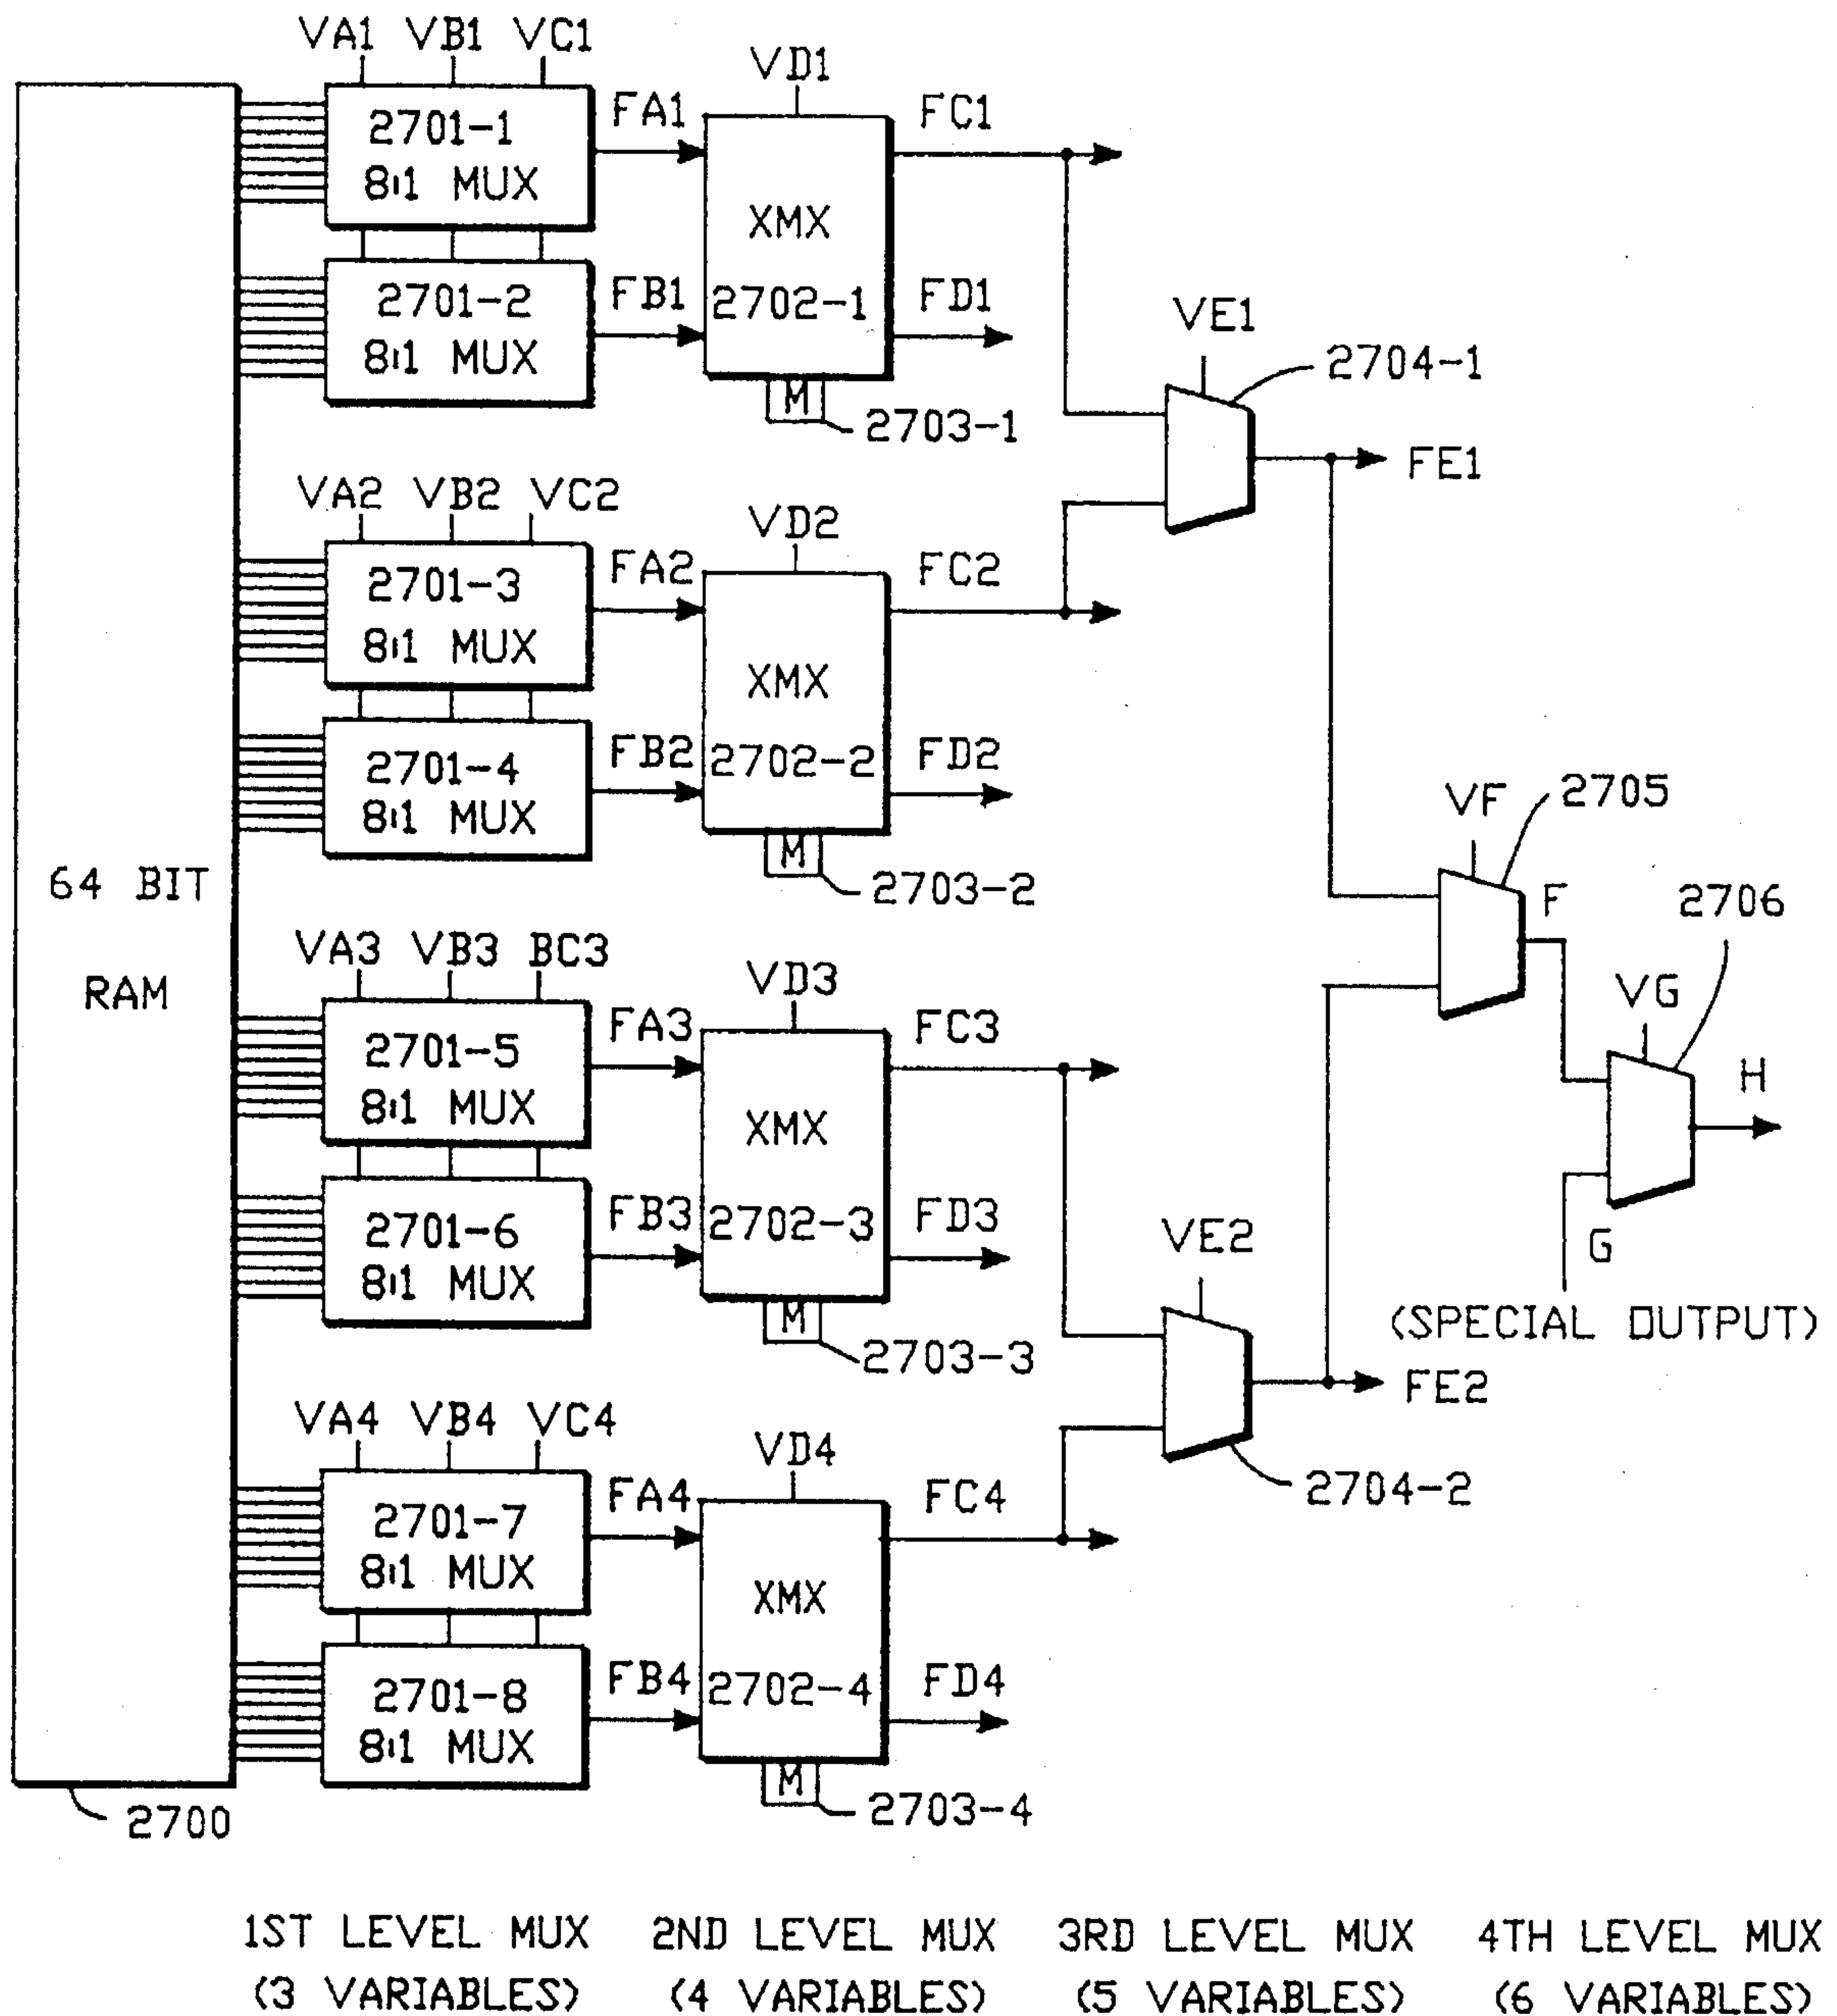 VA1 VB1 VC1
VD1
2701-1
8:1 MUX
FA1
FC1
XMX
2702-1
2701-2
8:1 MUX
FB1
FD1
M
2703-1
VE1
2704-1
FE1
VA2 VB2 VC2
VD2
2701-3
8:1 MUX
FA2
FC2
XMX
2702-2
2701-4
8:1 MUX
FB2
FD2
M
2703-2
64 BIT
RAM
VF
2705
F
2706
VG
H
G
(SPECIAL OUTPUT)
VA3 VB3 BC3
VD3
2701-5
8:1 MUX
FA3
FC3
XMX
2702-3
2701-6
8:1 MUX
FB3
FD3
M
2703-3
VE2
FE2
2704-2
VA4 VB4 VC4
VD4
2701-7
8:1 MUX
FA4
FC4
XMX
2702-4
2701-8
8:1 MUX
FB4
FD4
M
2703-4
2700
1ST LEVEL MUX 2ND LEVEL MUX 3RD LEVEL MUX 4TH LEVEL MUX
(3 VARIABLES) (4 VARIABLES) (5 VARIABLES) (6 VARIABLES)